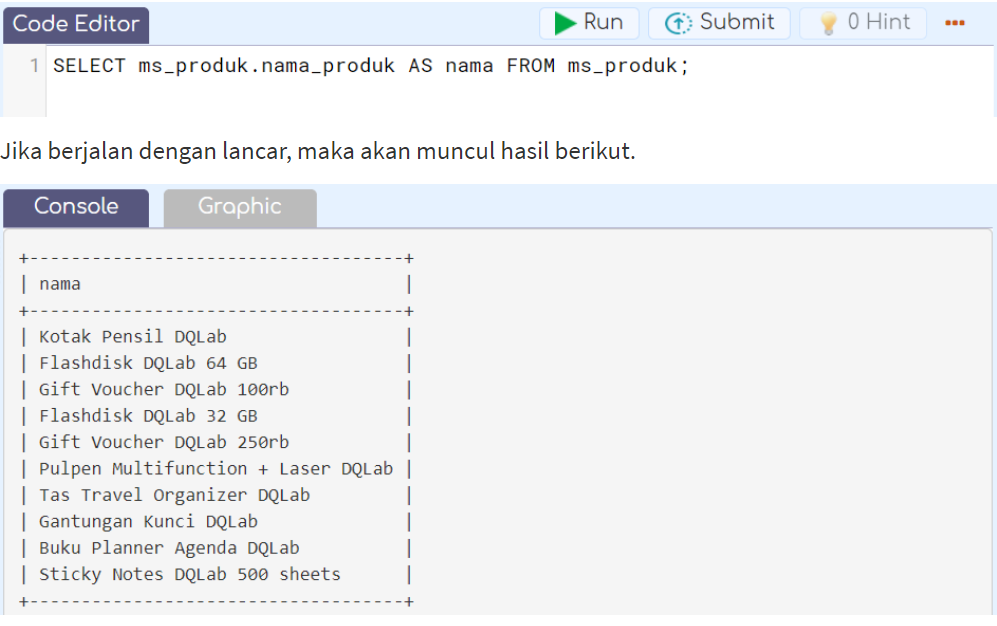 Code Editor Run Submit 0 Hint
1 SELECT ms_produk.nama_produk AS nama FROM ms_produk;
Jika berjalan dengan lancar, maka akan muncul hasil berikut.
Console Graphic
+------------------------------------+
| nama |
+------------------------------------+
| Kotak Pensil DQLab |
| Flashdisk DQLab 64 GB |
| Gift Voucher DQLab 100rb |
| Flashdisk DQLab 32 GB |
| Gift Voucher DQLab 250rb |
| Pulpen Multifunction + Laser DQLab |
| Tas Travel Organizer DQLab |
| Gantungan Kunci DQLab |
| Buku Planner Agenda DQLab |
| Sticky Notes DQLab 500 sheets |
+------------------------------------+